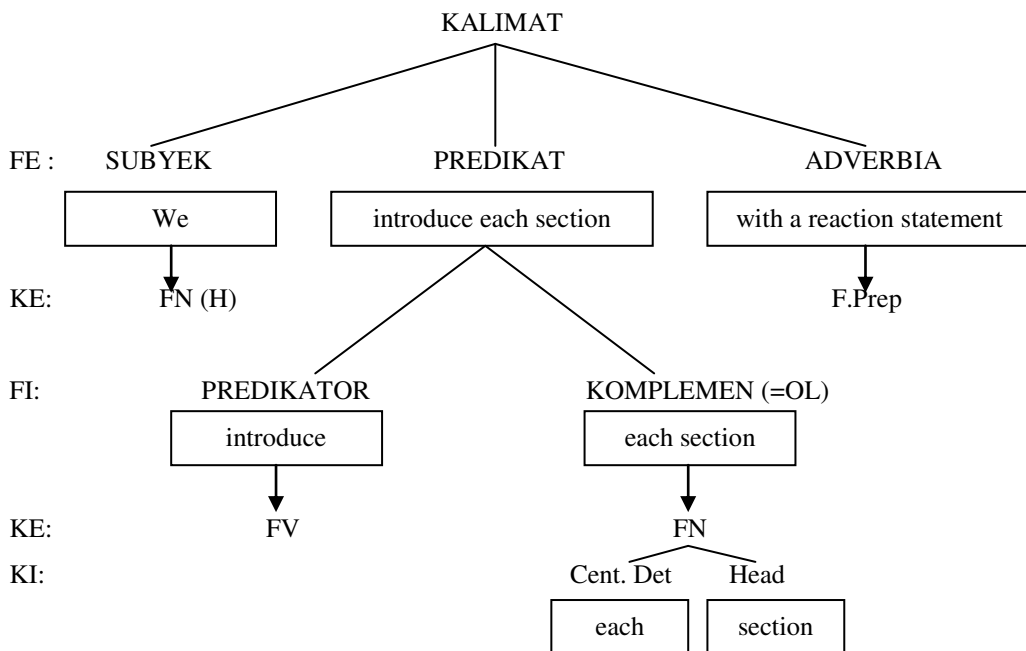 KALIMAT
FE : SUBYEK PREDIKAT ADVERBIA
We introduce each section with a reaction statement
KE: FN (H) F.Prep
FI: PREDIKATOR KOMPLEMEN (=OL)
introduce each section
KE: FV FN
KI: Cent. Det Head
each section